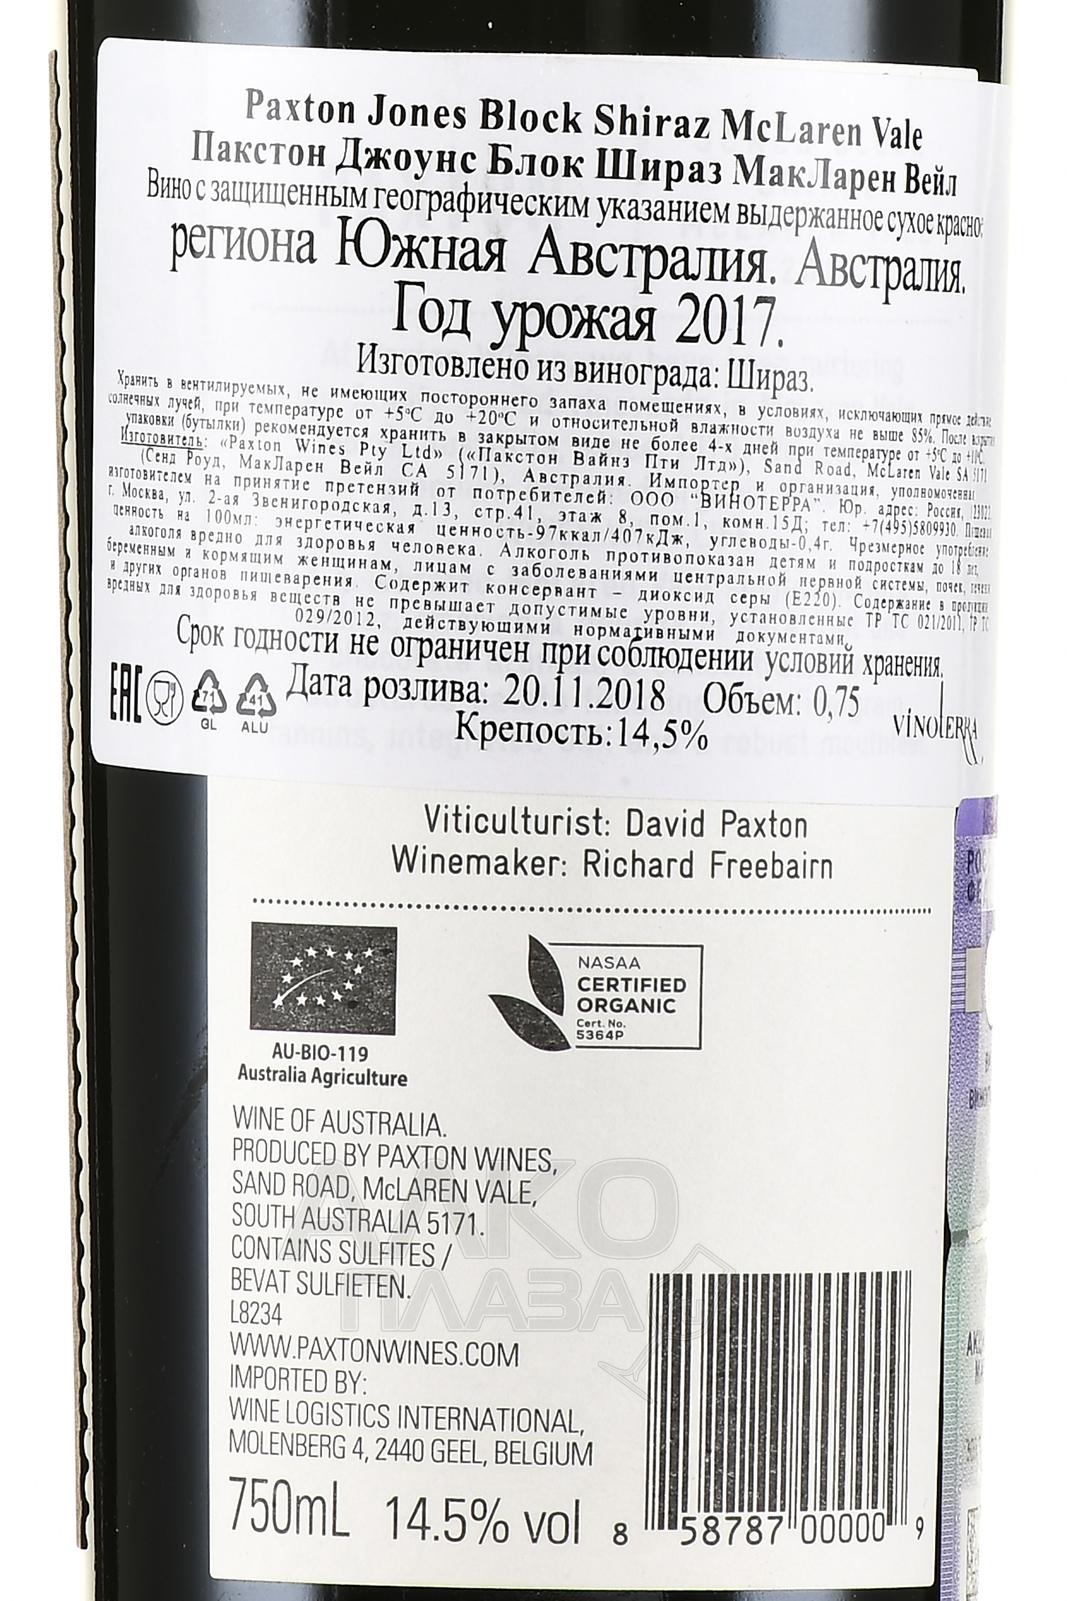 Paxton Jones Block Shiraz McLaren Vale
Пакстон Джоунс Блок Шираз МакЛарен Вейл
Вино с защищенным географическим указанием выдержанное сухое красно
региона Южная Австралия. Австралия.
Год урожая 2017.
Изготовлено из винограда: Шираз.
Хранить в вентилируемых, не имеющих постороннего запаха помещениях, в условиях, исключающих прямое действие
солнечных лучей, при температуре от +5°С до +20°С и относительной влажности воздуха не выше 85%. После вскрытия
упаковки (бутылки) рекомендуется хранить в закрытом виде не более 4-х дней при температуре от +5°С до +10°С.
Изготовитель: «Paxton Wines Pty Ltd» («Пакстон Вайнз Пти Лтд»), Sand Road, McLaren Vale SA 5171
(Сенд Роуд, МакЛарен Вейл СА 5171), Австралия. Импортер и организация, уполномоченна
изготовителем на принятие претензий от потребителей: ООО "ВИНОТЕРРА". Юр. адрес: Россия, 123022,
г. Москва, ул. 2-ая Звенигородская, д.13, стр.41, этаж 8, пом.1, комн.15Д; тел: +7(495)5809930. Пищевая
ценность на 100мл: энергетическая ценность-97ккал/407кДж, углеводы-0,4г. Чрезмерное употребление
алкоголя вредно для здоровья человека. Алкоголь противопоказан детям и подросткам до 18 лет,
беременным и кормящим женщинам, лицам с заболеваниями центральной нервной системы, почек, печени
и других органов пищеварения. Содержит консервант – диоксид серы (Е220). Содержание в продукции
вредных для здоровья веществ не превышает допустимые уровни, установленные ТР ТС 021/2011, ТР ТС
029/2012, действующими нормативными документами.
Срок годности не ограничен при соблюдении условий хранения.
EAC 71 GL 41 ALU Дата розлива: 20.11.2018 Объем: 0,75
Крепость:14,5%
VINOTERRA
Viticulturist: David Paxton
Winemaker: Richard Freebairn
NASAA
CERTIFIED
ORGANIC
Cert. No.
5364P
AU-BIO-119
Australia Agriculture
WINE OF AUSTRALIA.
PRODUCED BY PAXTON WINES,
SAND ROAD, McLAREN VALE,
SOUTH AUSTRALIA 5171.
CONTAINS SULFITES /
BEVAT SULFIETEN.
L8234
WWW.PAXTONWINES.COM
IMPORTED BY:
WINE LOGISTICS INTERNATIONAL,
MOLENBERG 4, 2440 GEEL, BELGIUM
750mL 14.5% vol
8 58787 00000 9
АЛКО
ПЛАЗА